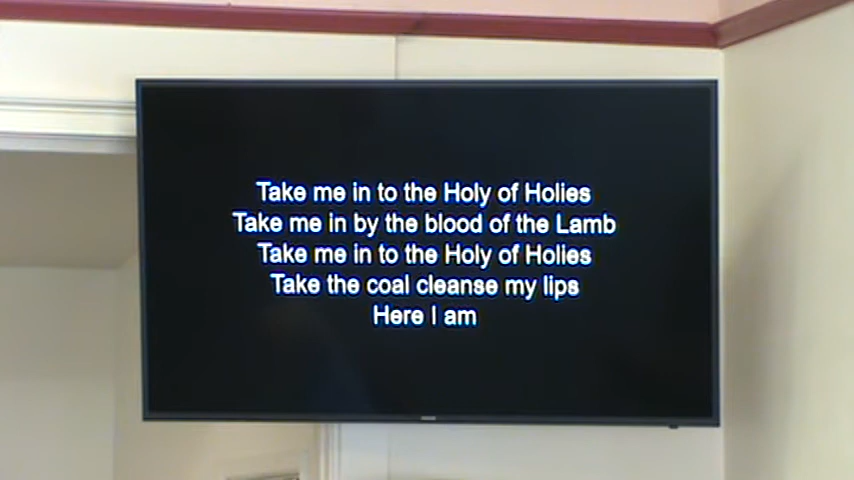 Take me in to the Holy of Holies
Take me in by the blood of the Lamb
Take me in to the Holy of Holies
Take the coal cleanse my lips
Here I am